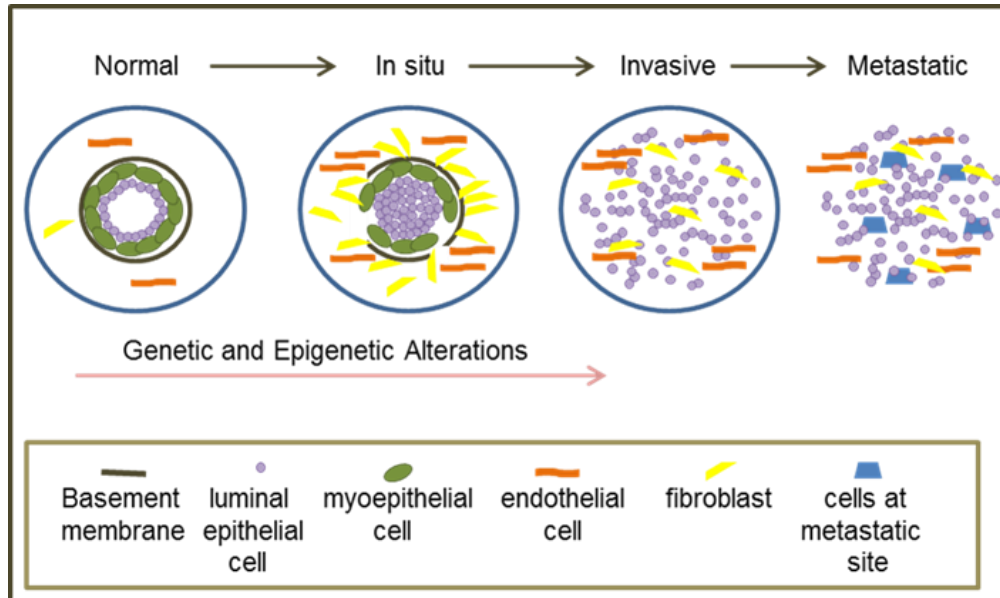 Normal
In situ
Invasive
Metastatic
Genetic and Epigenetic Alterations
Basement
membrane
luminal
epithelial
cell
myoepithelial
cell
endothelial
cell
fibroblast
cells at
metastatic
site